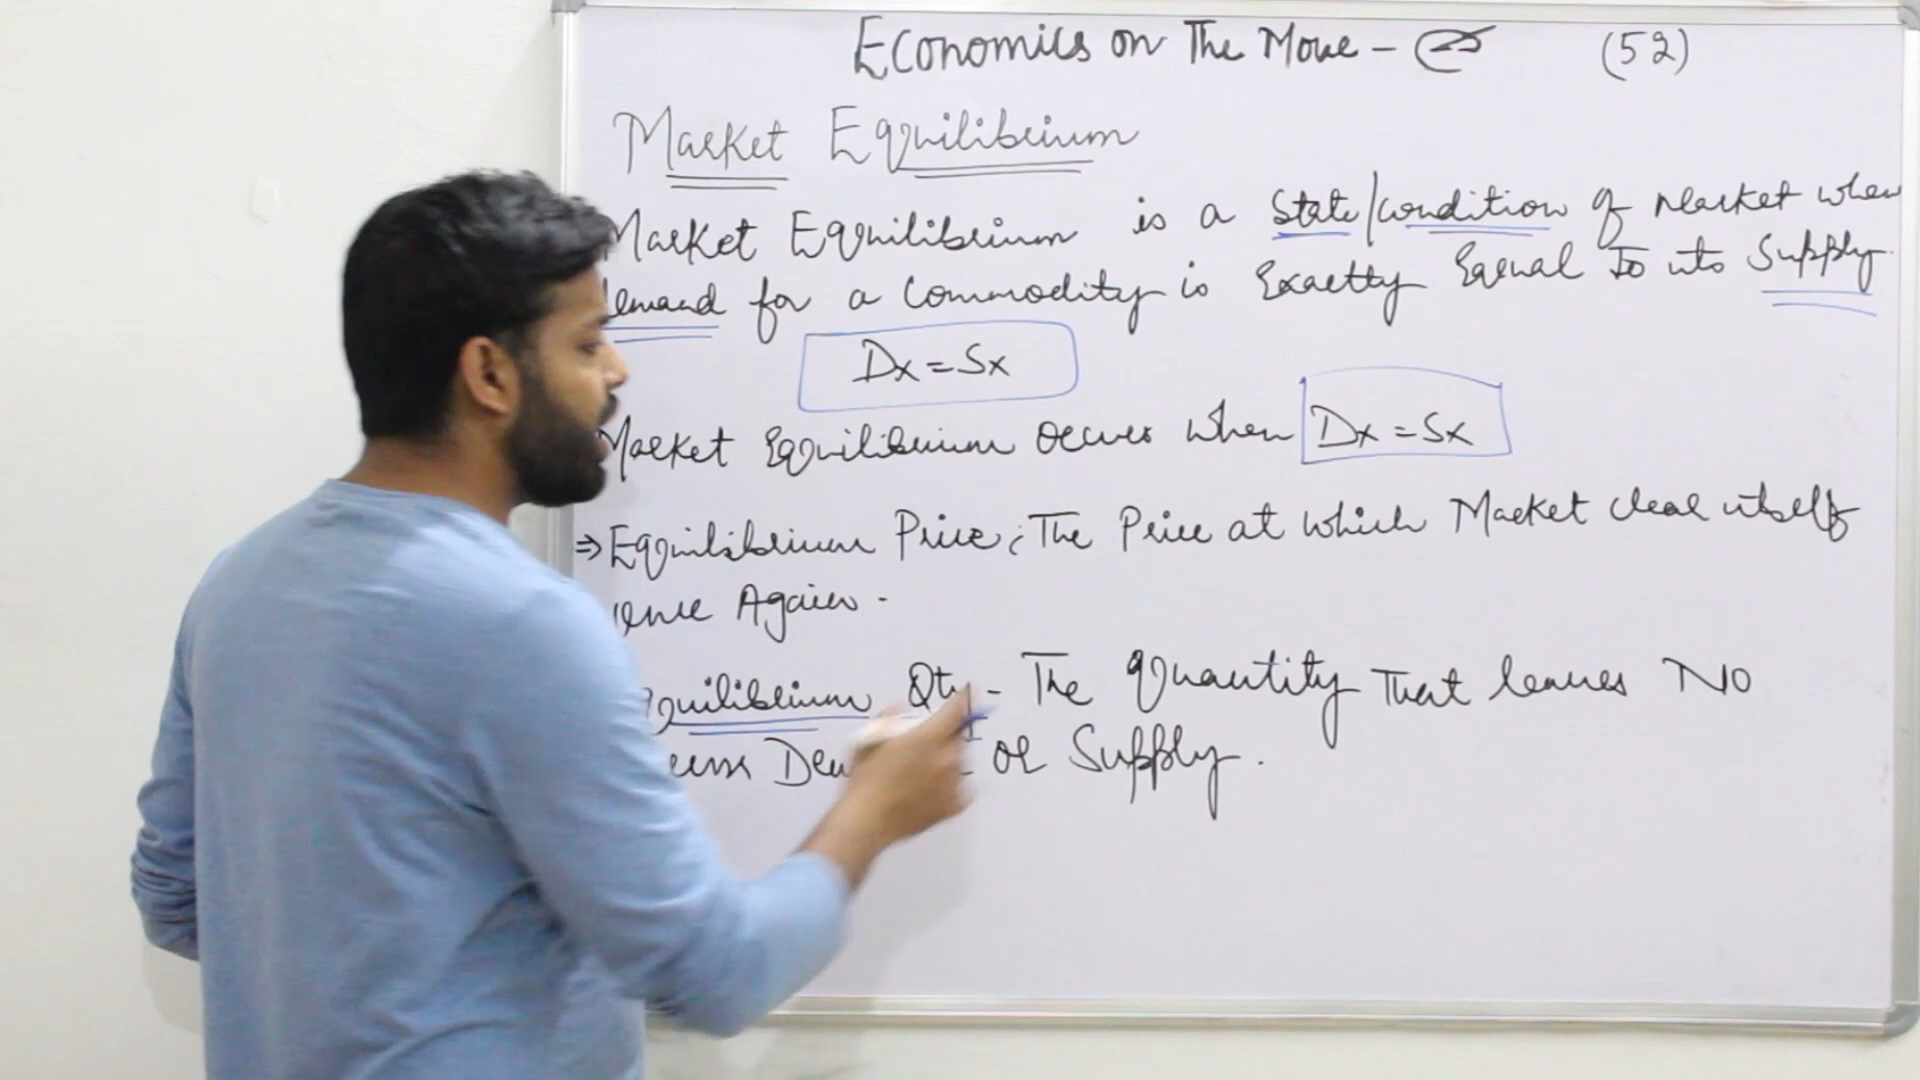 Economics on The Move - (52)
Market Equilibrium
Market Equilibrium is a State/condition of Market when
demand for a Commodity is Exactly Equal to its Supply.
Dx = Sx
Market Equilibrium Occurs when Dx = Sx
⇒ Equilibrium Price: The Price at which Market clear itself
Once Again.
Equilibrium Qty - The Quantity That leaves No
or Supply.